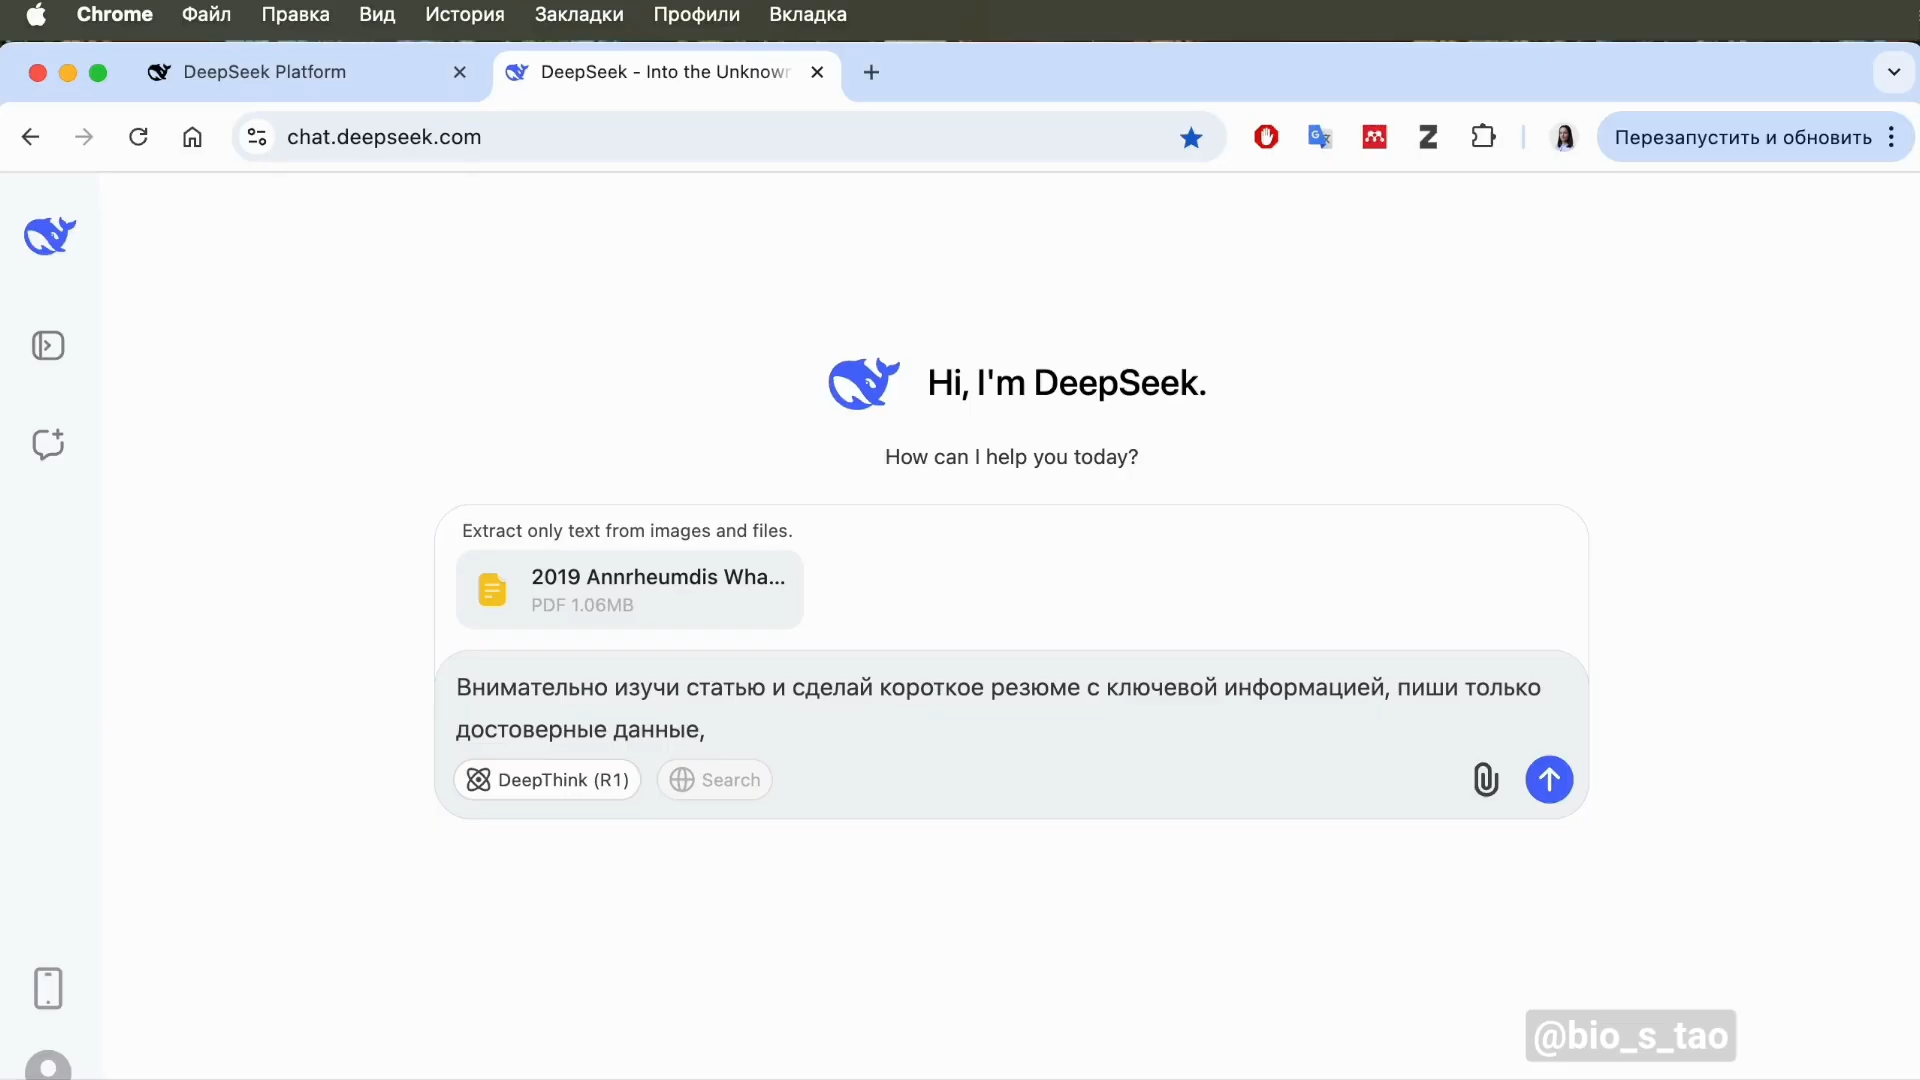 Chrome Файл Правка Вид История Закладки Профили Вкладка
DeepSeek Platform DeepSeek - Into the Unknown
chat.deepseek.com Перезапустить и обновить
Hi, I'm DeepSeek.
How can I help you today?
Extract only text from images and files.
2019 Annrheumdis Wha...
PDF 1.06MB
Внимательно изучи статью и сделай короткое резюме с ключевой информацией, пиши только
достоверные данные,
DeepThink (R1) Search
@bio_s_tao